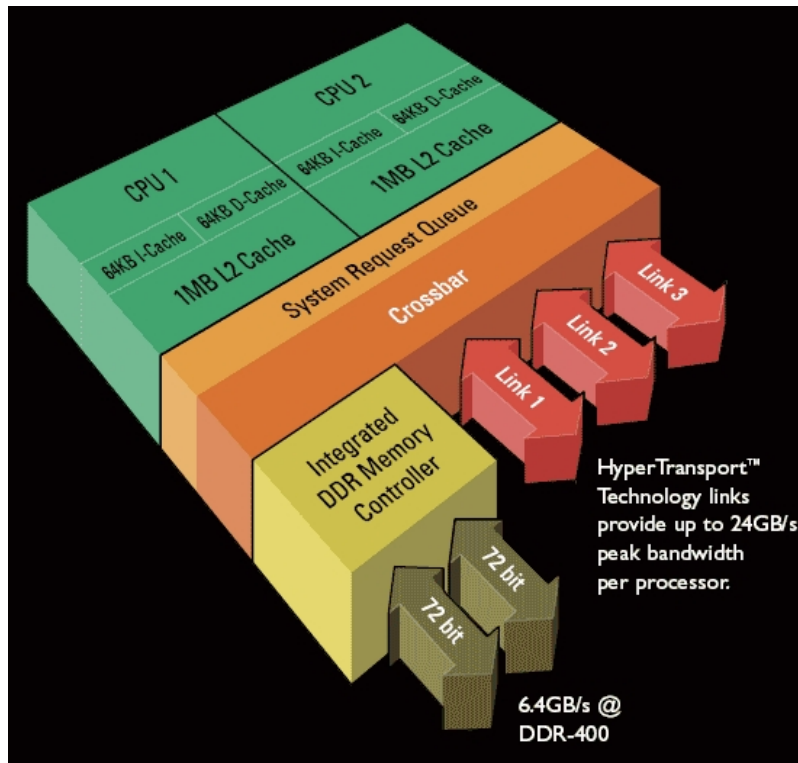 CPU 1
64KB I-Cache
64KB D-Cache
1MB L2 Cache
CPU 2
64KB I-Cache
64KB D-Cache
1MB L2 Cache
System Request Queue
Crossbar
Link 1
Link 2
Link 3
Integrated
DDR Memory
Controller
72 bit
72 bit
HyperTransport™
Technology links
provide up to 24GB/s
peak bandwidth
per processor.
6.4GB/s @
DDR-400